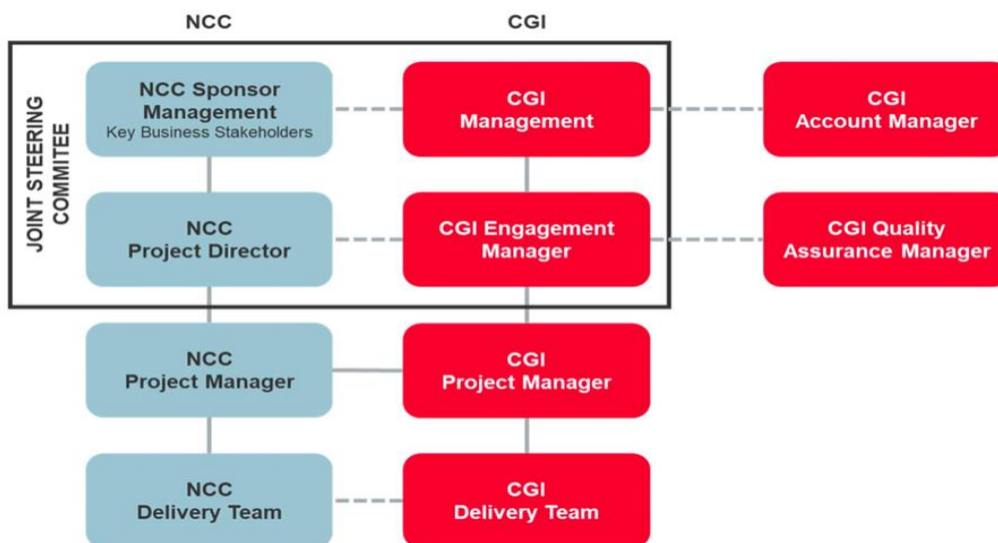 NCC
CGI
JOINT STEERING
COMMITEE
NCC Sponsor
Management
Key Business Stakeholders
CGI
Management
CGI
Account Manager
NCC
Project Director
CGI Engagement
Manager
CGI Quality
Assurance Manager
NCC
Project Manager
CGI
Project Manager
NCC
Delivery Team
CGI
Delivery Team